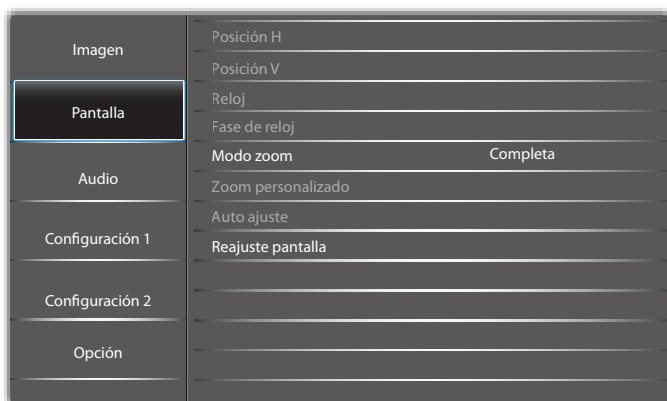 Imagen
Pantalla
Audio
Configuración 1
Configuración 2
Opción
Posición H
Posición V
Reloj
Fase de reloj
Modo zoom Completa
Zoom personalizado
Auto ajuste
Reajuste pantalla